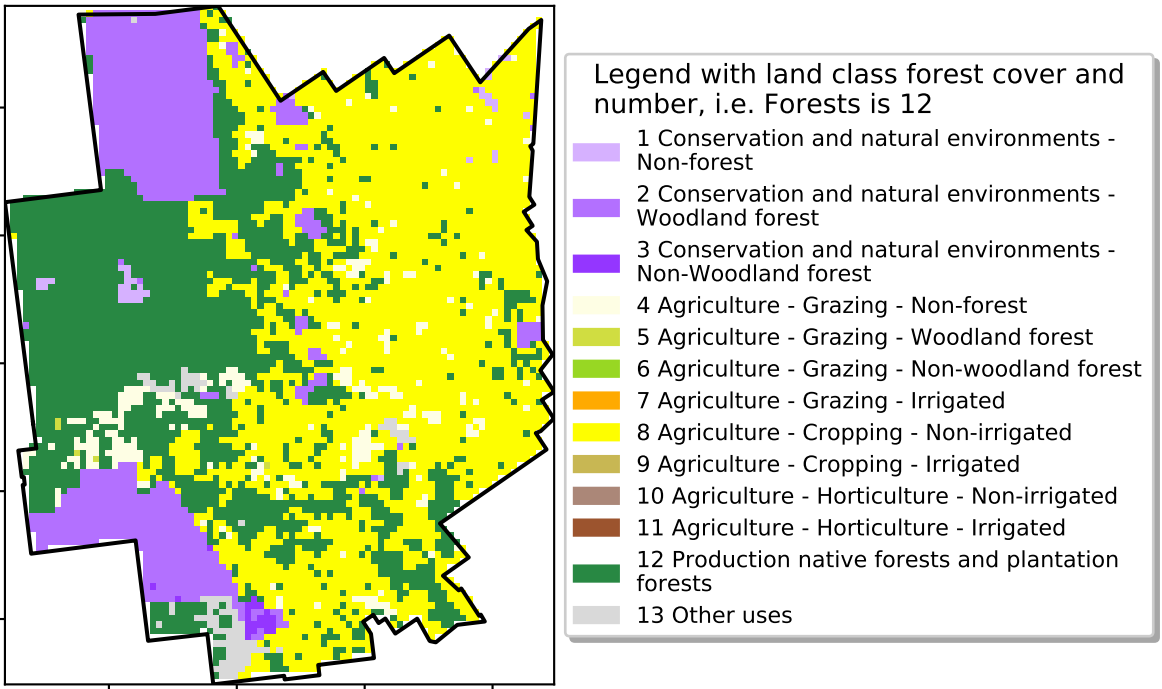 Legend with land class forest cover and
number, i.e. Forests is 12
1 Conservation and natural environments -
Non-forest
2 Conservation and natural environments -
Woodland forest
3 Conservation and natural environments -
Non-Woodland forest
4 Agriculture - Grazing - Non-forest
5 Agriculture - Grazing - Woodland forest
6 Agriculture - Grazing - Non-woodland forest
7 Agriculture - Grazing - Irrigated
8 Agriculture - Cropping - Non-irrigated
9 Agriculture - Cropping - Irrigated
10 Agriculture - Horticulture - Non-irrigated
11 Agriculture - Horticulture - Irrigated
12 Production native forests and plantation
forests
13 Other uses